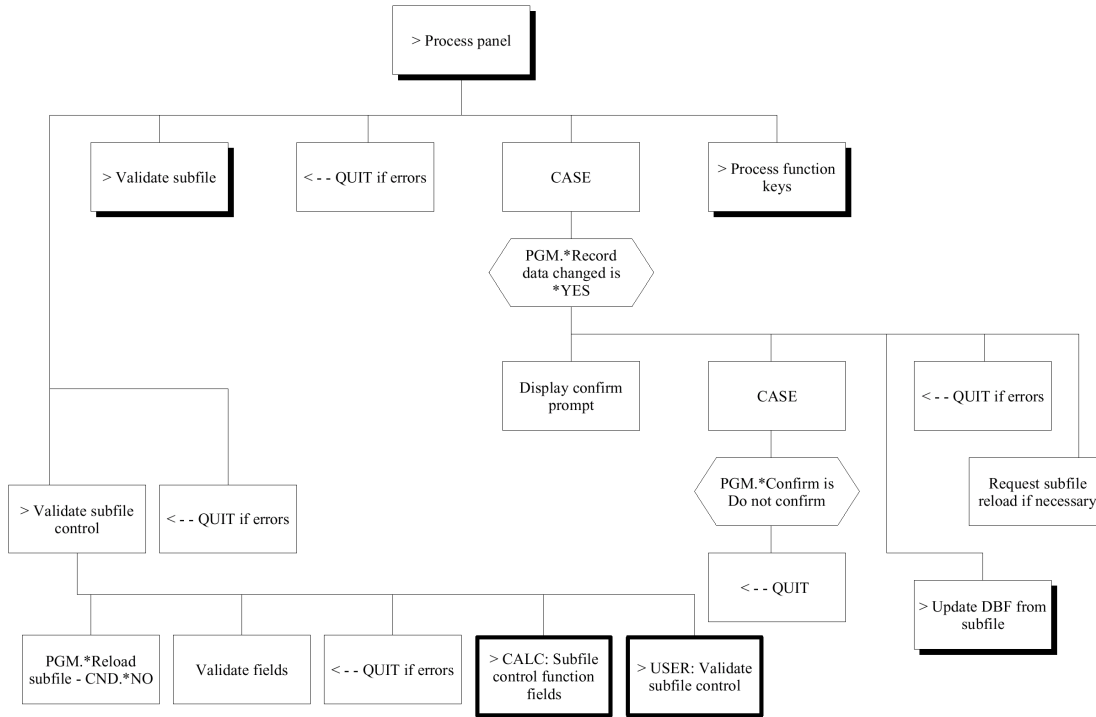 > Process panel
> Validate subfile
< - - QUIT if errors
CASE
> Process function
keys
PGM.*Record
data changed is
*YES
Display confirm
prompt
CASE
< - - QUIT if errors
PGM.*Confirm is
Do not confirm
Request subfile
reload if necessary
> Validate subfile
control
< - - QUIT if errors
< - - QUIT
> Update DBF from
subfile
PGM.*Reload
subfile - CND.*NO
Validate fields
< - - QUIT if errors
> CALC: Subfile
control function
fields
> USER: Validate
subfile control